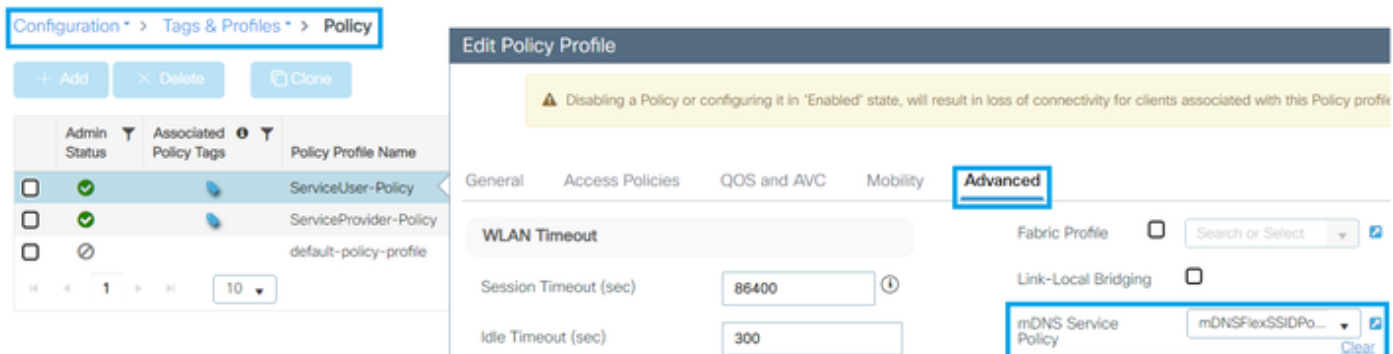 Configuration > Tags & Profiles > Policy
+ Add × Delete Clone
Admin Status
Associated Policy Tags
Policy Profile Name
ServiceUser-Policy
ServiceProvider-Policy
default-policy-profile
1
10
Edit Policy Profile
Disabling a Policy or configuring it in 'Enabled' state, will result in loss of connectivity for clients associated with this Policy profile
General Access Policies QOS and AVC Mobility Advanced
WLAN Timeout
Session Timeout (sec) 86400
Idle Timeout (sec) 300
Fabric Profile Search or Select
Link-Local Bridging
mDNS Service Policy mDNSFlexSSIDPo...
Clear